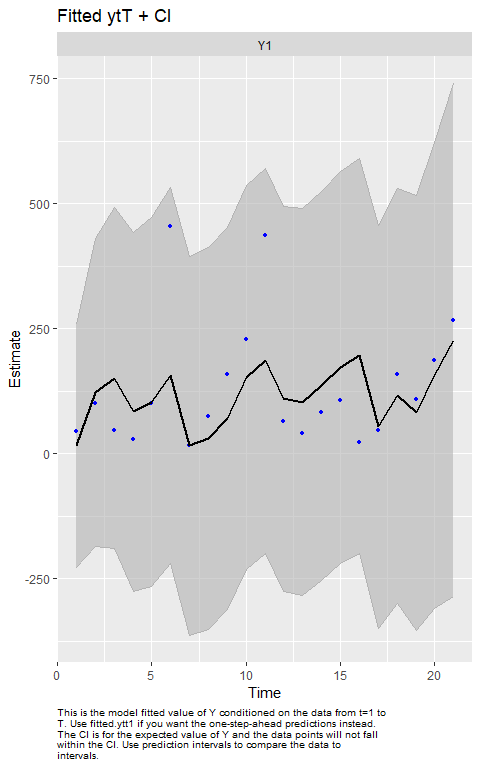 Fitted ytT + CI
Y1
750
500
250
0
-250
Estimate
0 5 10 15 20
Time
This is the model fitted value of Y conditioned on the data from t=1 to
T. Use fitted.ytt1 if you want the one-step-ahead predictions instead.
The CI is for the expected value of Y and the data points will not fall
within the CI. Use prediction intervals to compare the data to
intervals.